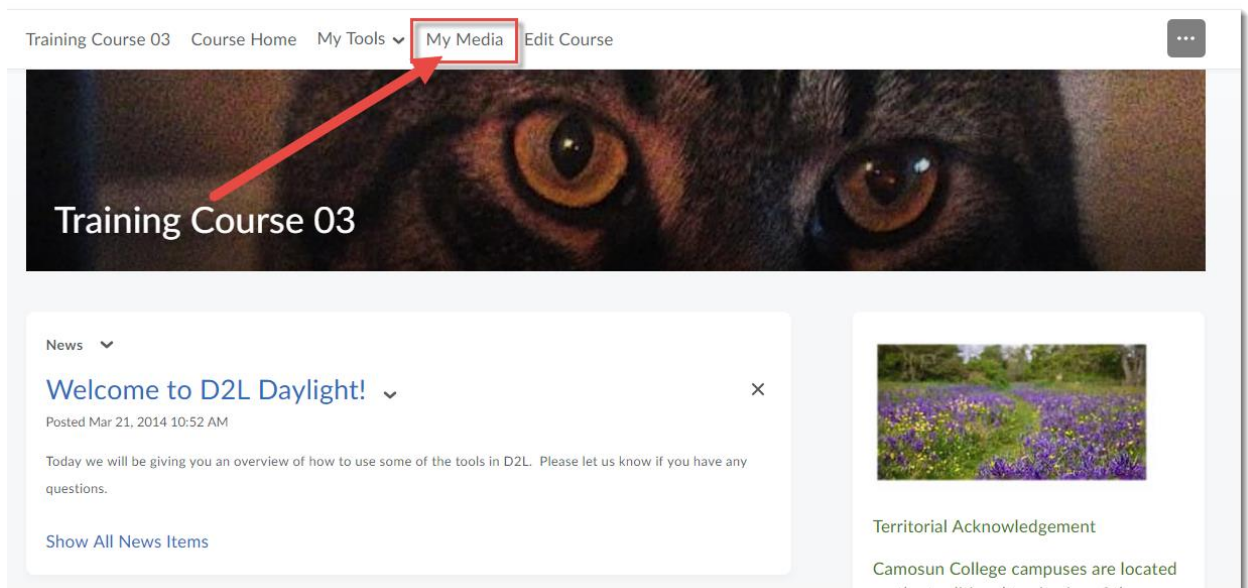 Training Course 03 Course Home My Tools My Media Edit Course
Training Course 03
News
Welcome to D2L Daylight!
Posted Mar 21, 2014 10:52 AM
Today we will be giving you an overview of how to use some of the tools in D2L. Please let us know if you have any
questions.
Show All News Items
Territorial Acknowledgement
Camosun College campuses are located